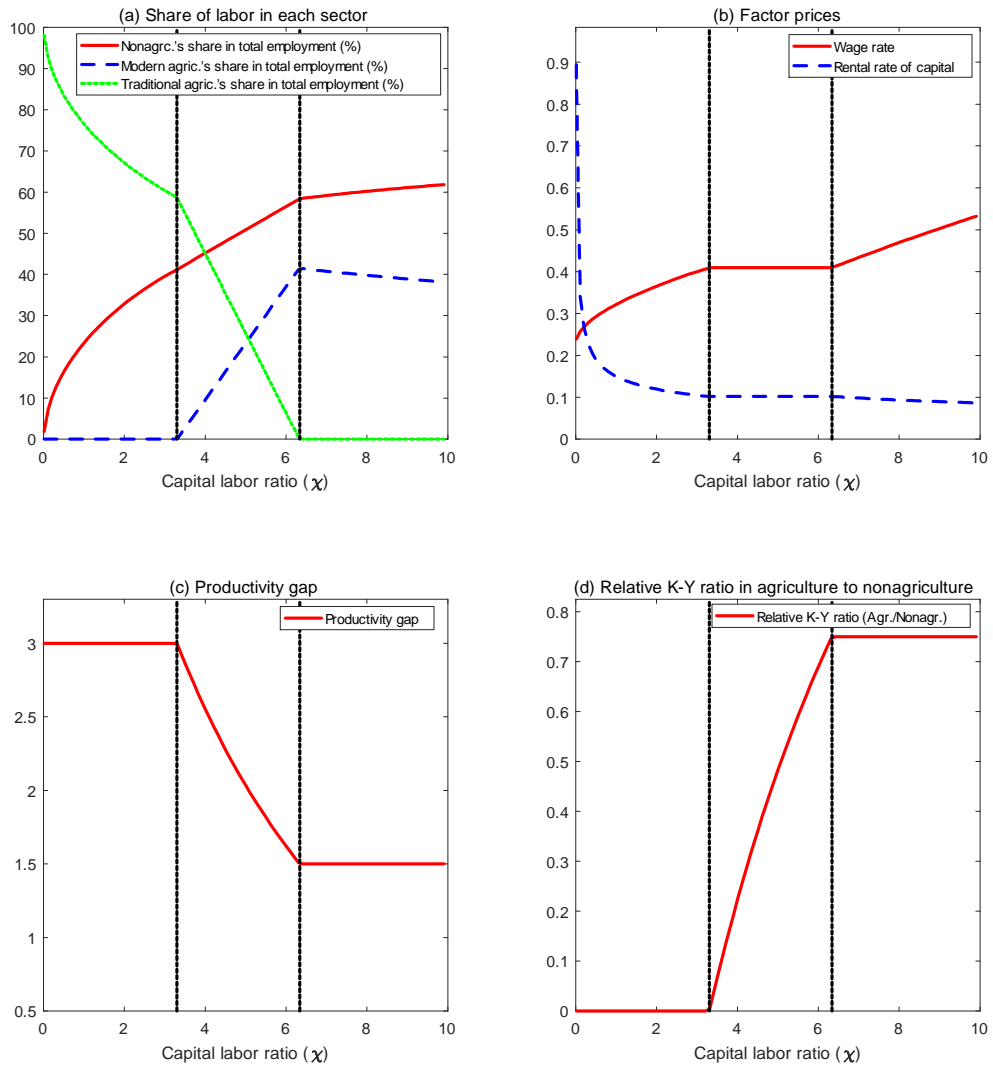 (a) Share of labor in each sector
100
90
80
70
60
50
40
30
20
10
0
Nonagrc.'s share in total employment (%)
Modern agric.'s share in total employment (%)
Traditional agric.'s share in total employment (%)
0 2 4 6 8 10
Capital labor ratio (χ)
(b) Factor prices
0.9
0.8
0.7
0.6
0.5
0.4
0.3
0.2
0.1
0
Wage rate
Rental rate of capital
0 2 4 6 8 10
Capital labor ratio (χ)
(c) Productivity gap
3
2.5
2
1.5
1
0.5
Productivity gap
0 2 4 6 8 10
Capital labor ratio (χ)
(d) Relative K-Y ratio in agriculture to nonagriculture
0.8
0.7
0.6
0.5
0.4
0.3
0.2
0.1
0
Relative K-Y ratio (Agr./Nonagr.)
0 2 4 6 8 10
Capital labor ratio (χ)